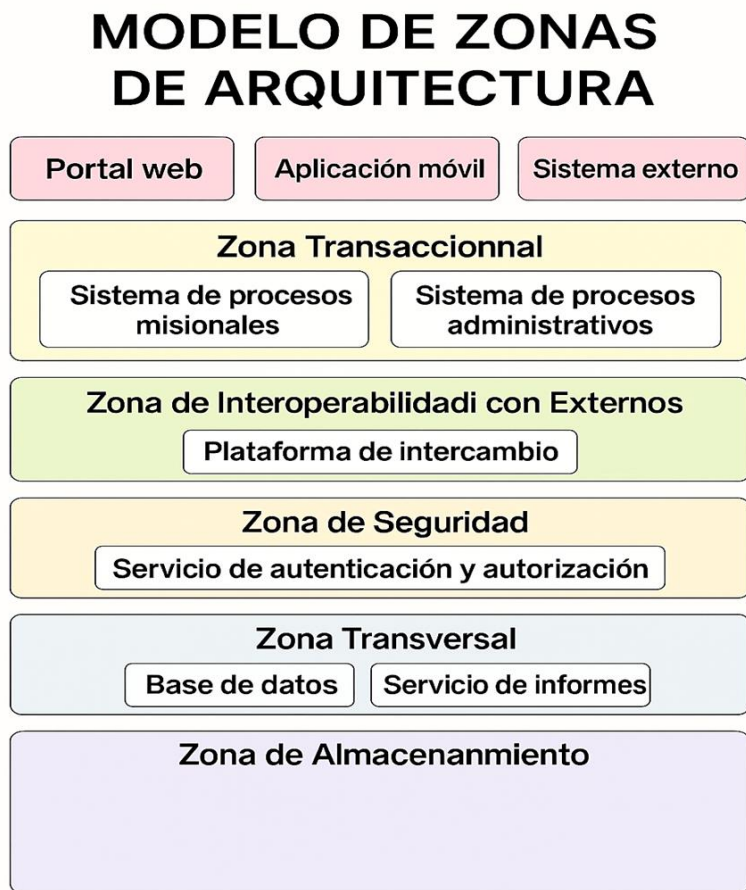 MODELO DE ZONAS
DE ARQUITECTURA
Portal web
Aplicación móvil
Sistema externo
Zona Transaccionnal
Sistema de procesos
misionales
Sistema de procesos
administrativos
Zona de Interoperabilidadi con Externos
Plataforma de intercambio
Zona de Seguridad
Servicio de autenticación y autorización
Zona Transversal
Base de datos
Servicio de informes
Zona de Almacenanmiento